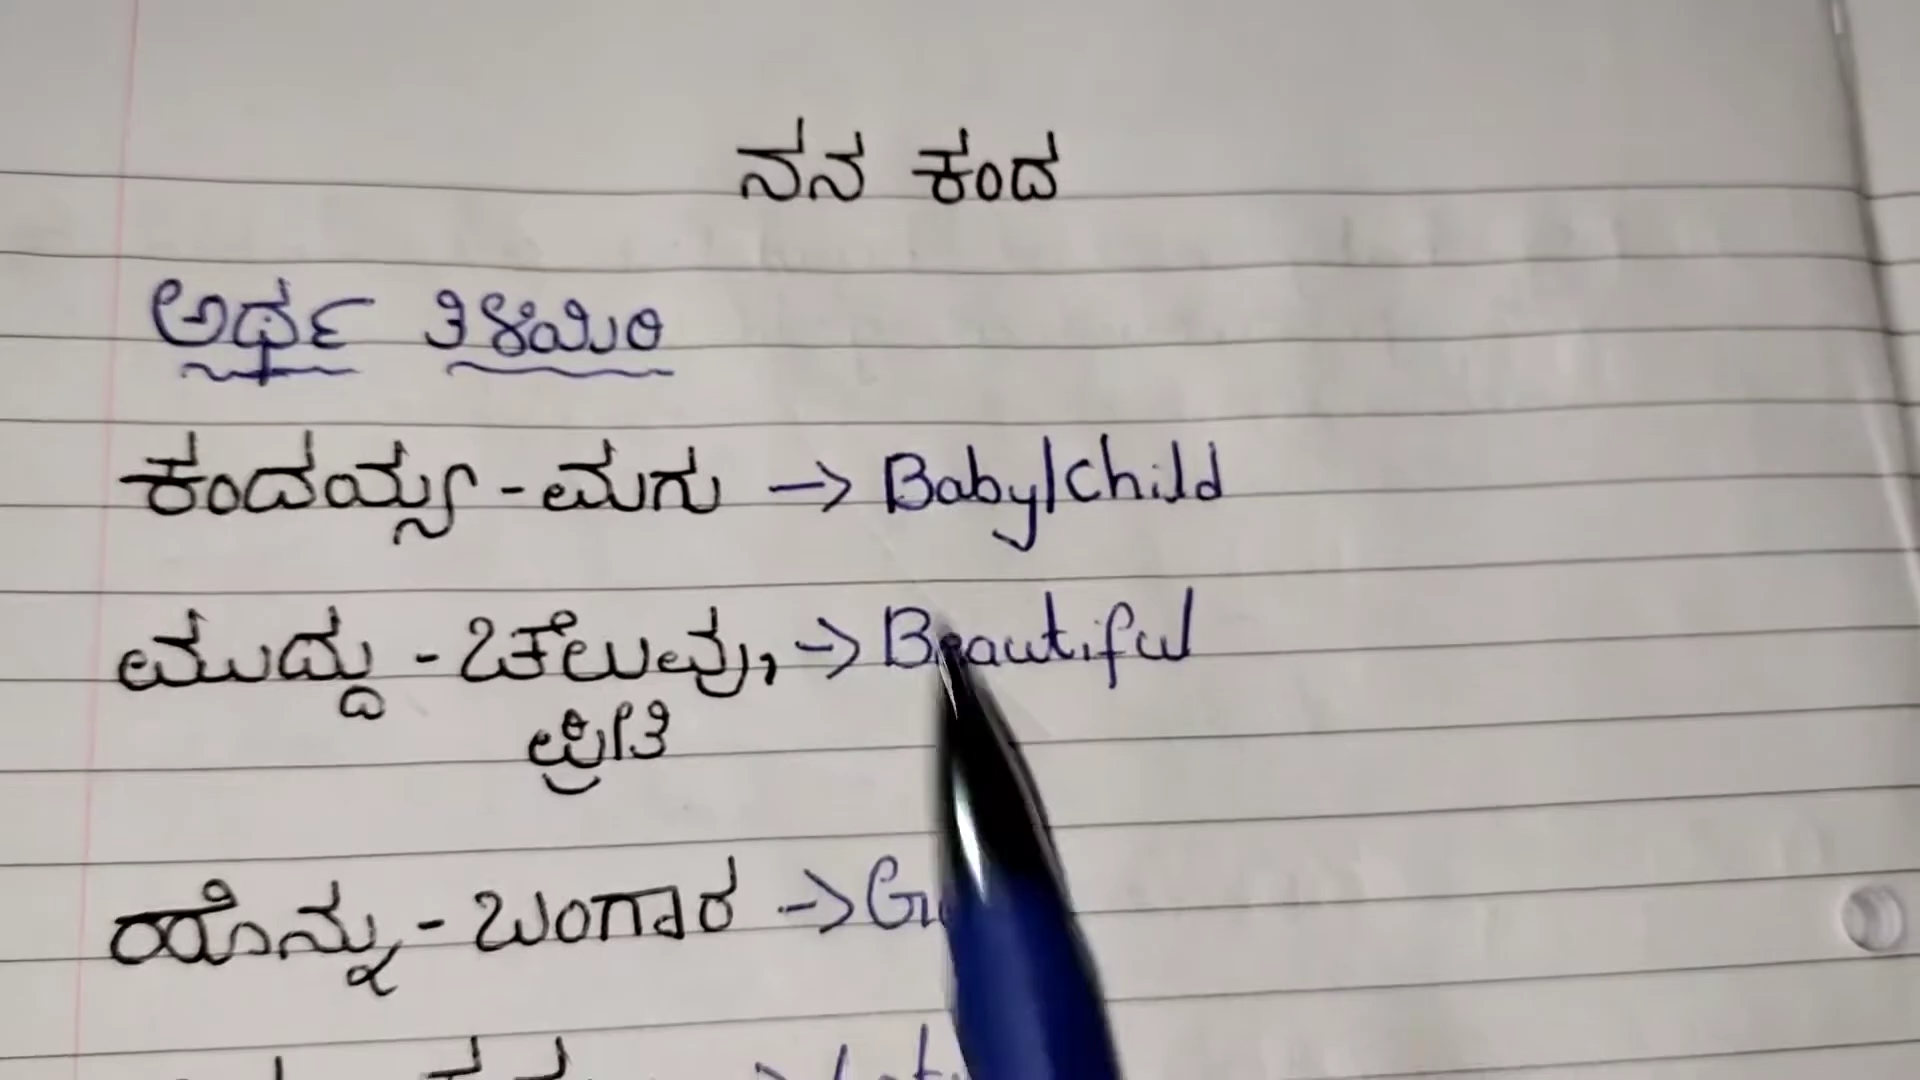 ನನ ಕಂದ
ಅರ್ಥ ತಿಳಿಯಿರಿ
ಕಂದಯ್ಯ - ಮಗು → Baby/child
ಮುದ್ದು - ಚೆಲುವು, → Beautiful
ಪ್ರೀತಿ
ಹೊನ್ನು - ಬಂಗಾರ →